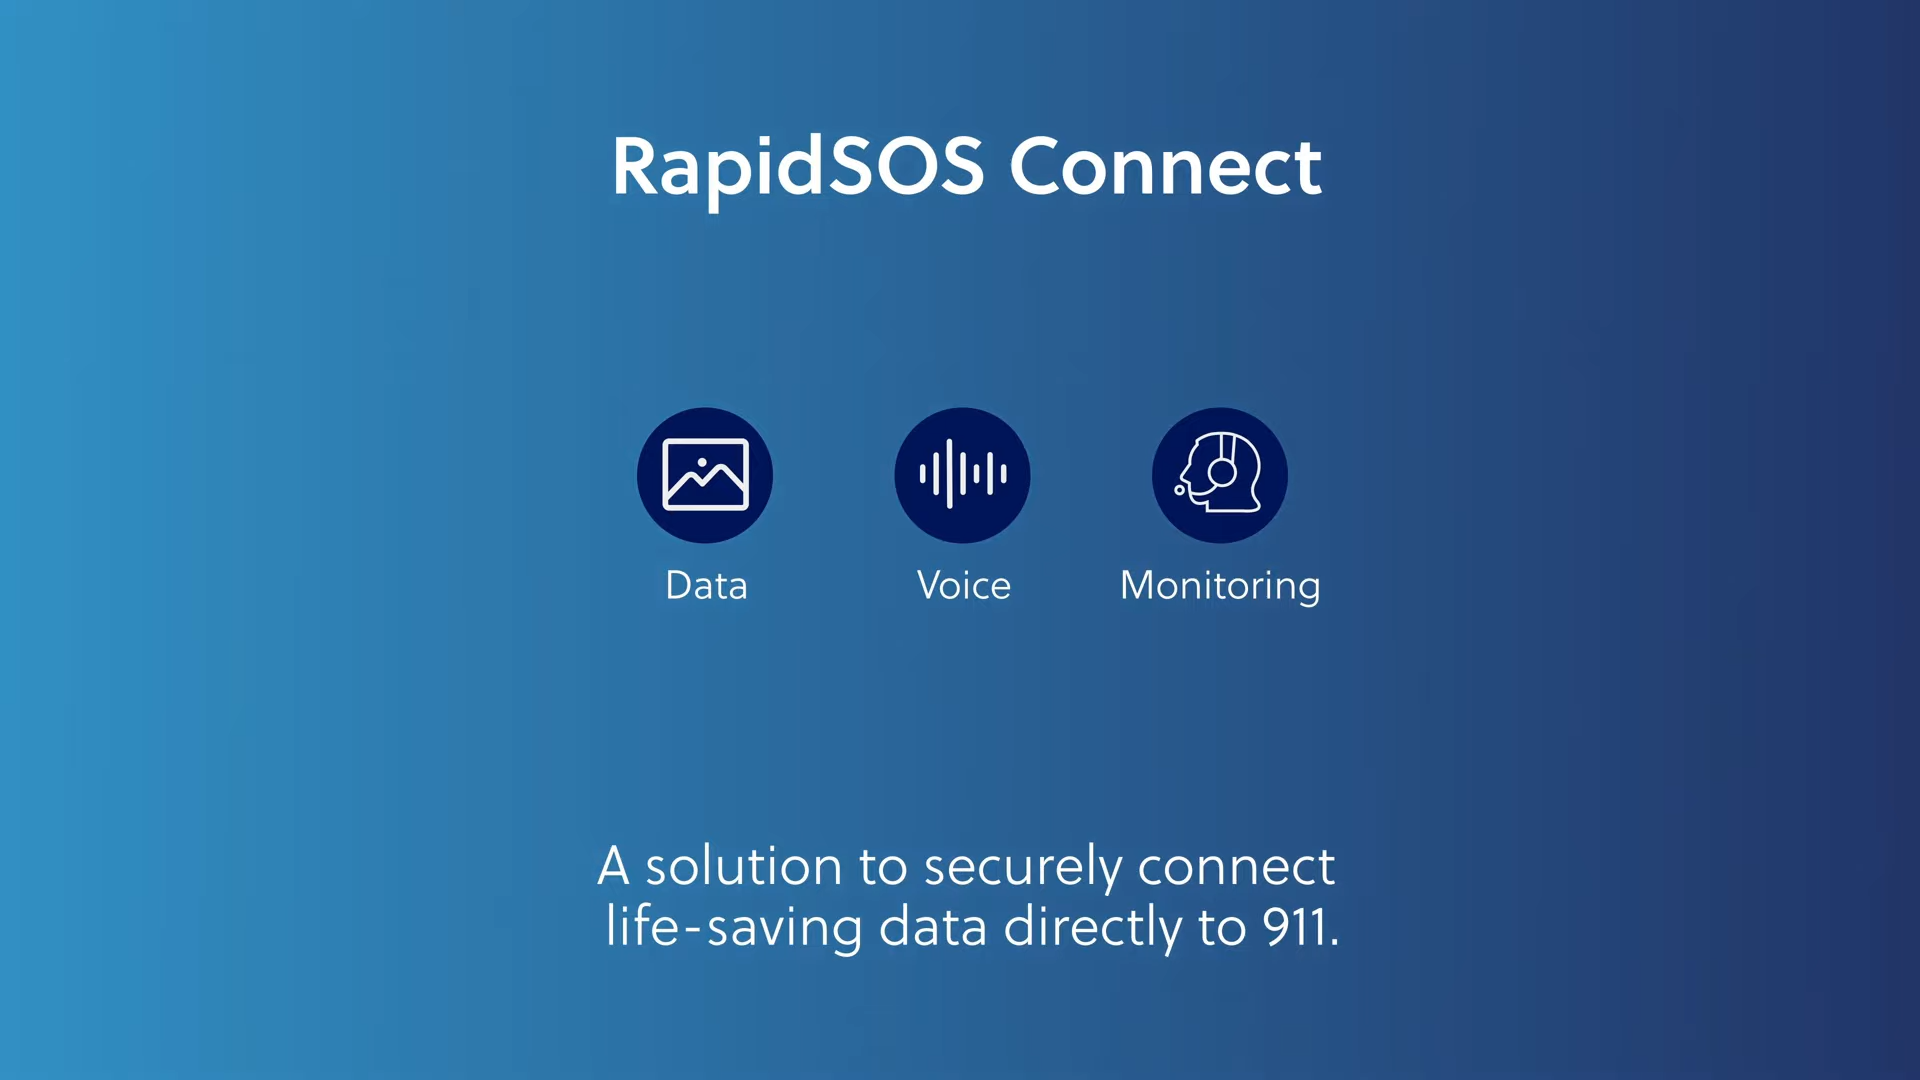 RapidSOS Connect
Data
Voice
Monitoring
A solution to securely connect
life-saving data directly to 911.